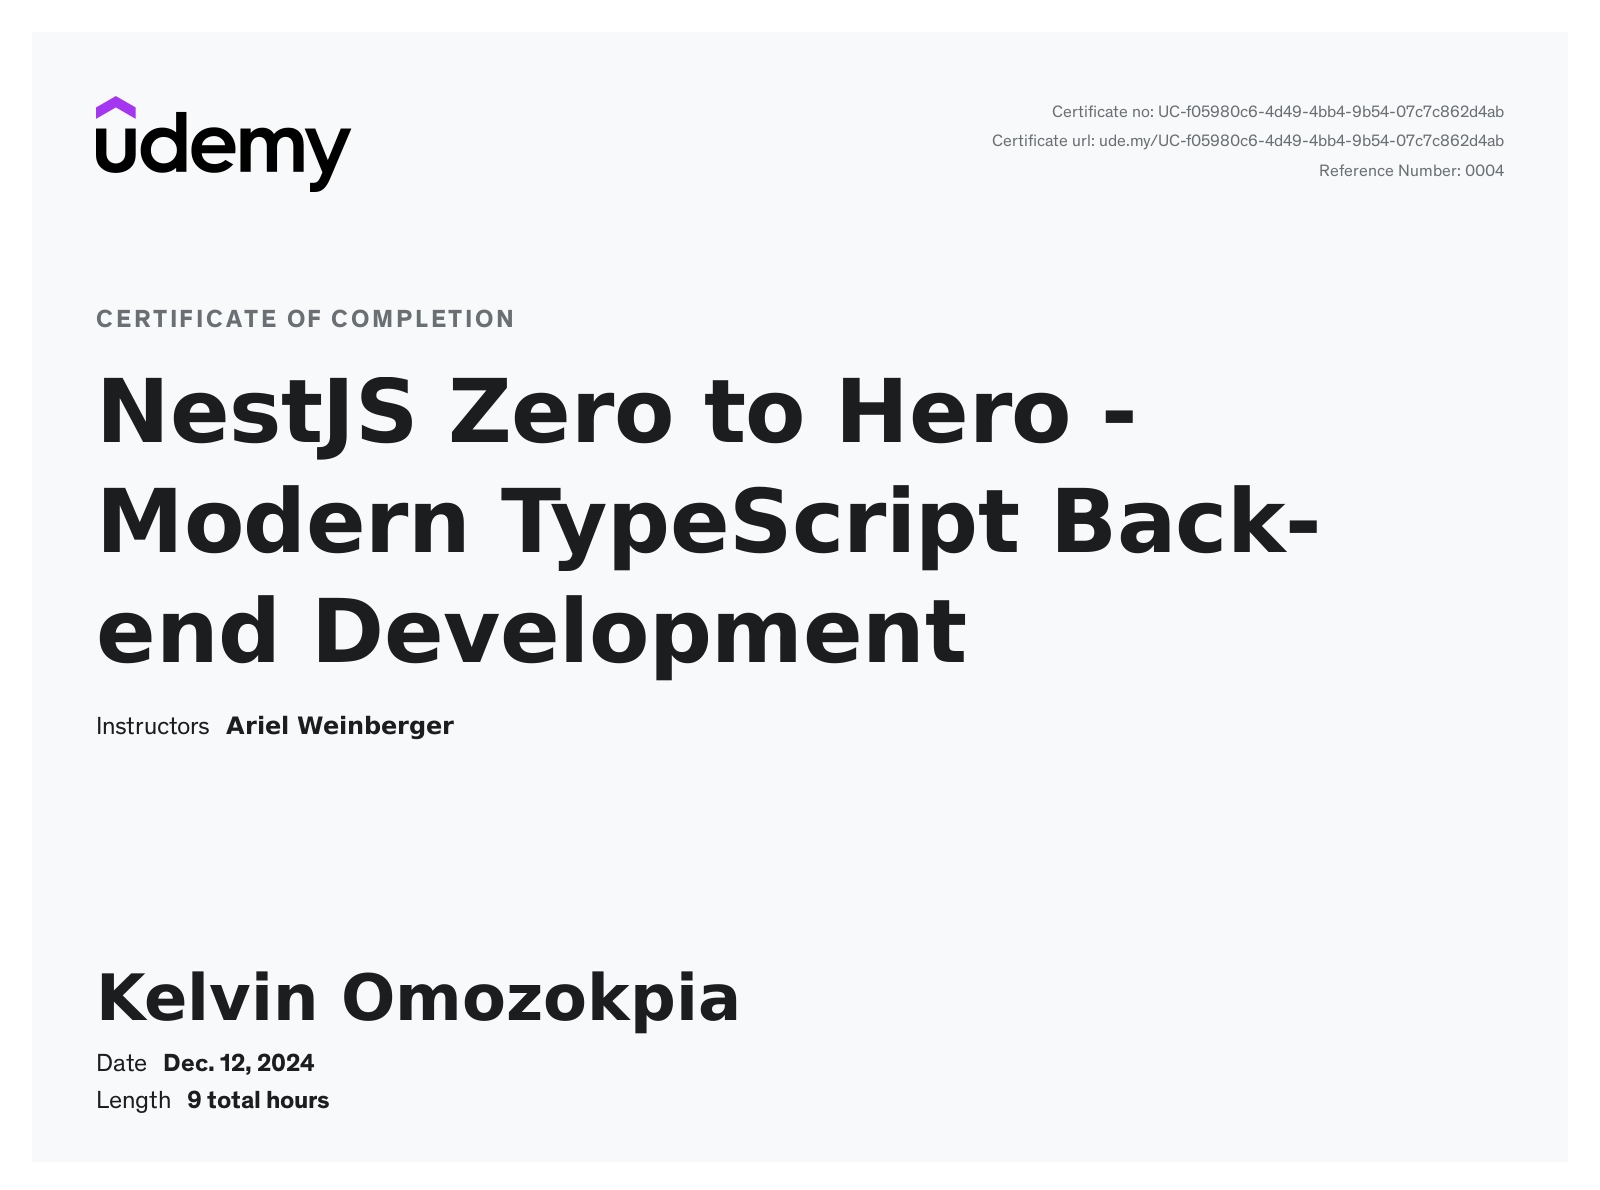 udemy
Certificate no: UC-f05980c6-4d49-4bb4-9b54-07c7c862d4ab
Certificate url: ude.my/UC-f05980c6-4d49-4bb4-9b54-07c7c862d4ab
Reference Number: 0004
CERTIFICATE OF COMPLETION
NestJS Zero to Hero -
Modern TypeScript Back-
end Development
Instructors Ariel Weinberger
Kelvin Omozokpia
Date Dec. 12, 2024
Length 9 total hours